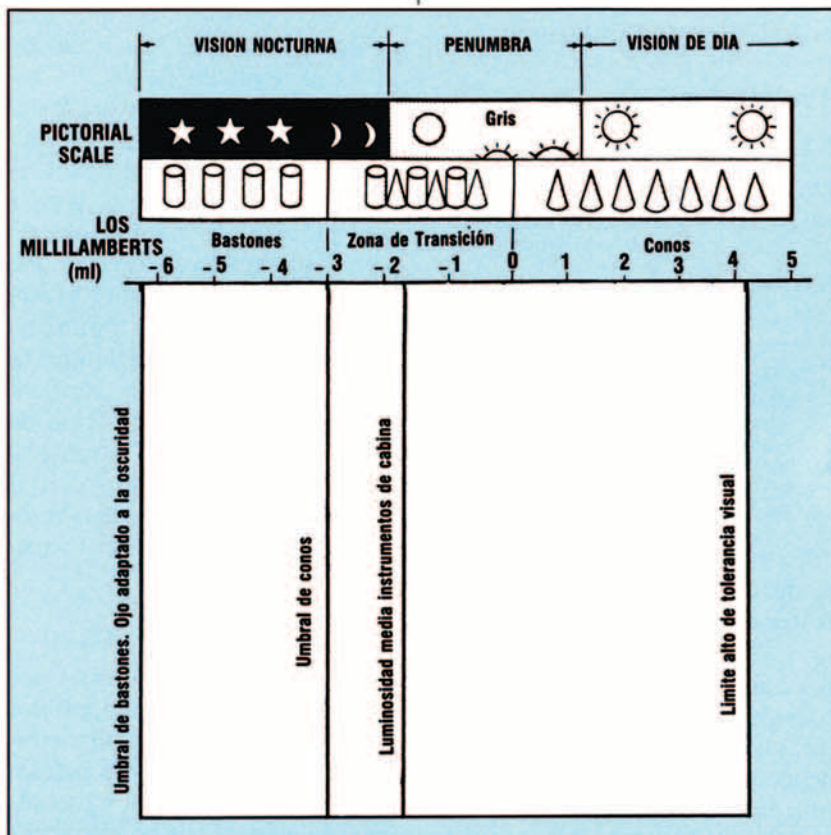 VISION NOCTURNA
PENUMBRA
VISION DE DIA
PICTORIAL
SCALE
Gris
LOS
MILLILAMBERTS
(ml)
Bastones
Zona de Transición
Conos
-6 -5 -4 -3 -2 -1 0 1 2 3 4 5
Umbral de bastones. Ojo adaptado a la oscuridad
Umbral de conos
Luminosidad media instrumentos de cabina
Limite alto de tolerancia visual